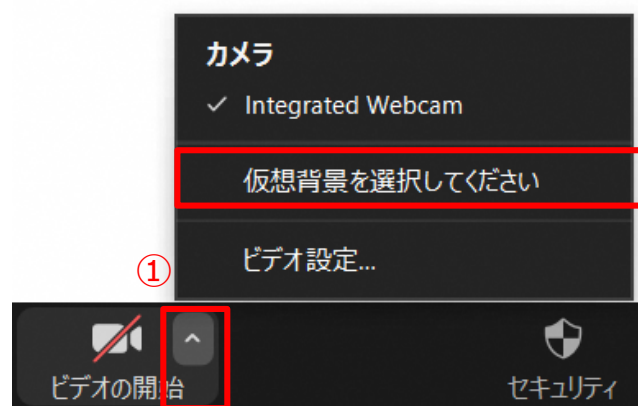 カメラ
✓ Integrated Webcam
仮想背景を選択してください
ビデオ設定...
①
ビデオの開始
セキュリティ